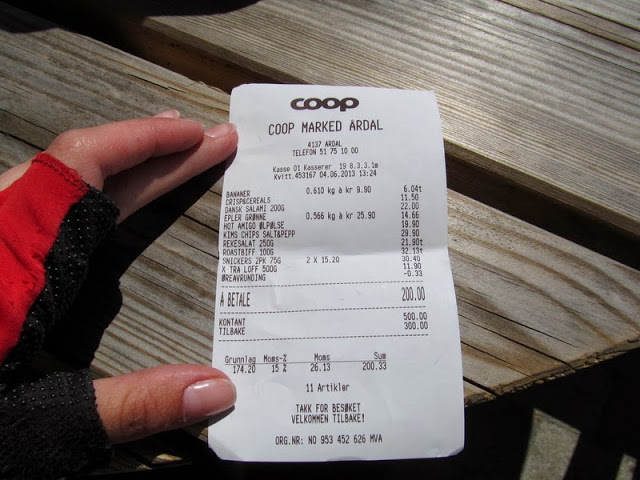 coop
COOP MARKED ÅRDAL
4137 ÅRDAL
TELEFON 51 75 10 00
Kasse 01 Kasserer 19 8.3.3.1m
Kvitt.453167 04.06.2013 13:24
BANANER 0.610 kg à kr 9.90 6.04t
CRISP&CEREALS 11.50
DANSK SALAMI 200G 22.00
EPLER GRØNNE 0.566 kg à kr 25.90 14.66
HOT AMIGO ØLPØLSE 19.90
KIMS CHIPS SALT&PEPP 29.90
REKESALAT 250G 21.90t
ROASTBIFF 100G 32.13t
SNICKERS 2PK 75G 2 X 15.20 30.40
X-TRA LOFF 500G 11.90
ØREAVRUNDING -0.33
Å BETALE 200.00
KONTANT 500.00
TILBAKE 300.00
Grunnlag Moms-% Moms Sum
174.20 15 % 26.13 200.33
11 Artikler
TAKK FOR BESØKET
VELKOMMEN TILBAKE!
ORG.NR: NO 953 452 626 MVA